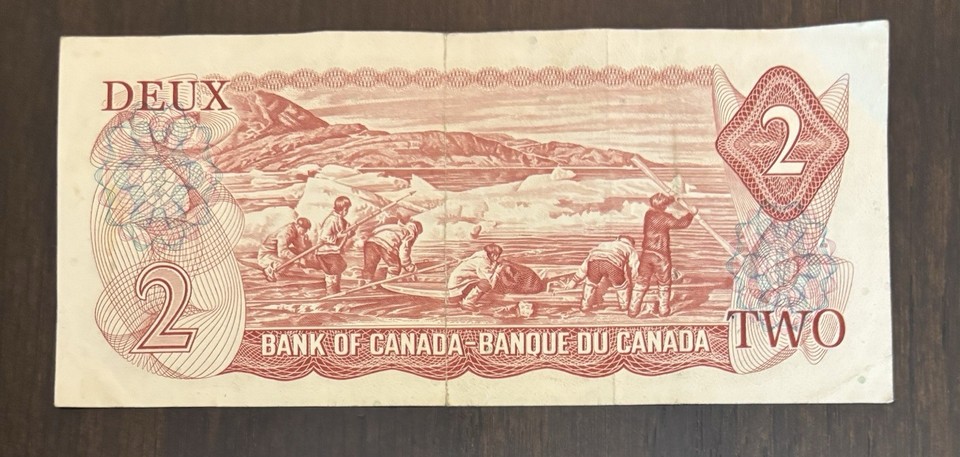 DEUX
2
2
BANK OF CANADA-BANQUE DU CANADA
TWO